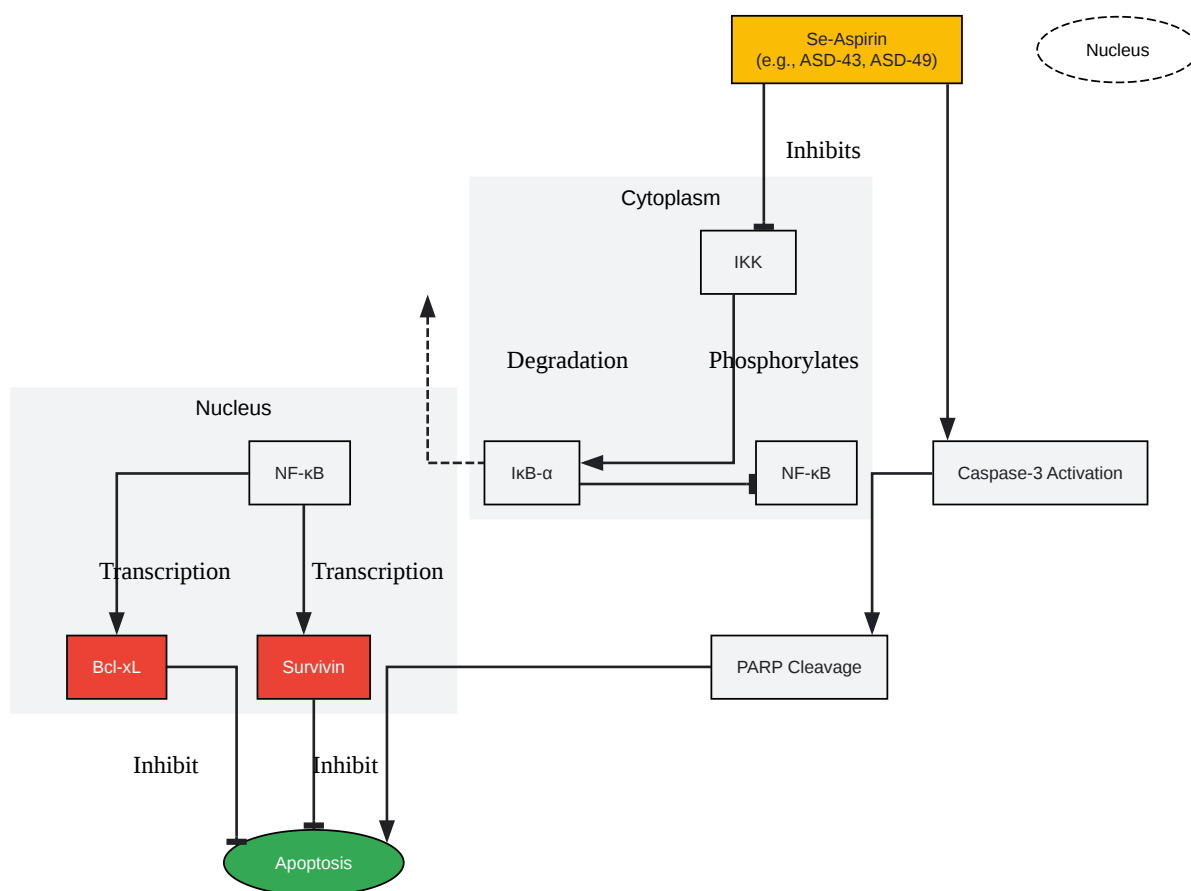 Se-Aspirin
(e.g., ASD-43, ASD-49)
Nucleus
Inhibits
Cytoplasm
IKK
Degradation
Phosphorylates
Nucleus
NF-κB
IκB-α
NF-κB
Caspase-3 Activation
Transcription
Transcription
Bcl-xL
Survivin
PARP Cleavage
Inhibit
Inhibit
Apoptosis